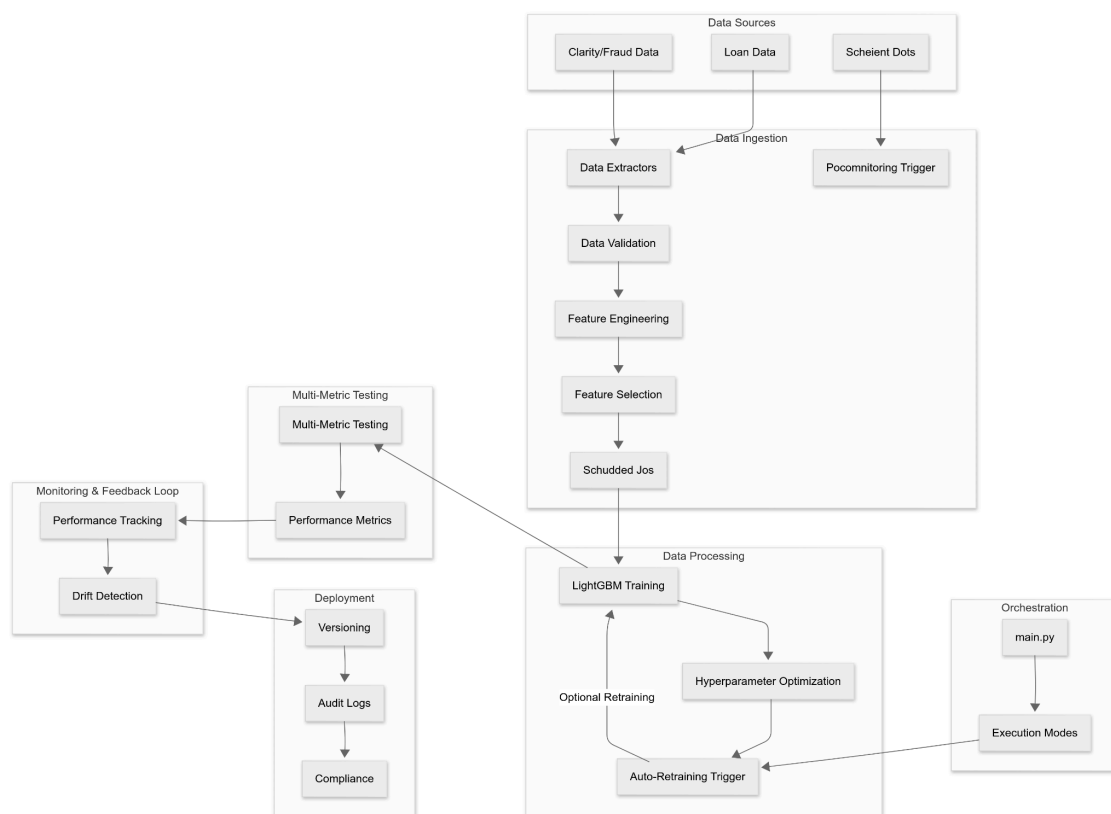 Data Sources
Clarity/Fraud Data
Loan Data
Scheient Dots
Data Ingestion
Data Extractors
Pocomnitoring Trigger
Data Validation
Feature Engineering
Feature Selection
Schudded Jos
Multi-Metric Testing
Multi-Metric Testing
Performance Metrics
Monitoring & Feedback Loop
Performance Tracking
Drift Detection
Deployment
Versioning
Audit Logs
Compliance
Data Processing
LightGBM Training
Hyperparameter Optimization
Optional Retraining
Auto-Retraining Trigger
Orchestration
main.py
Execution Modes